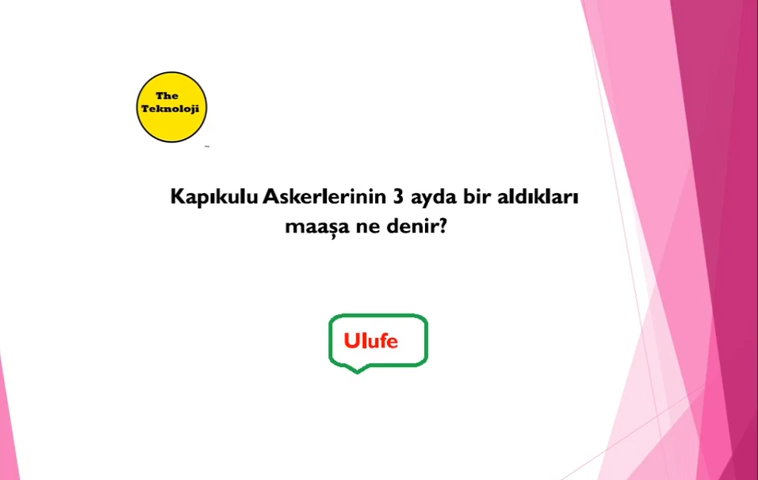 The
Teknoloji
Kapıkulu Askerlerinin 3 ayda bir aldıkları
maaşa ne denir?
Ulufe